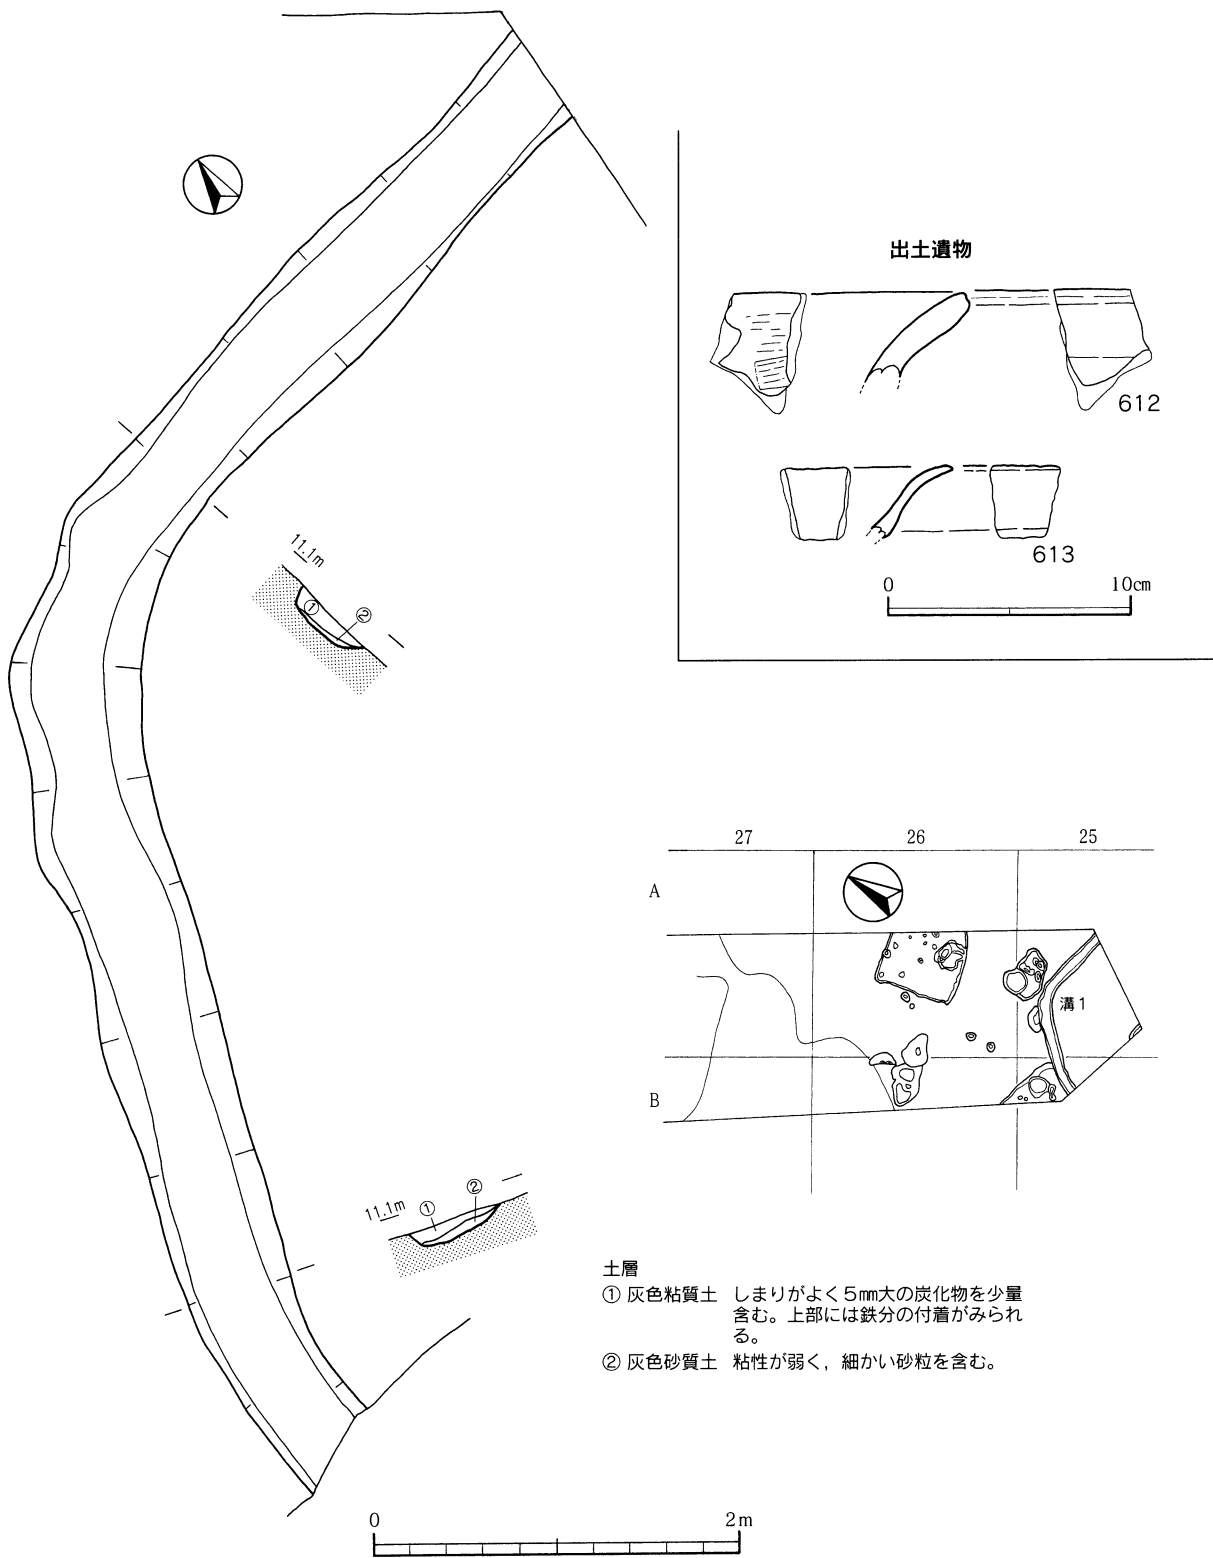 出土遺物
612
613
0 10cm
11.1m
① ②
27 26 25
A
溝1
B
11.1m ① ②
土層
① 灰色粘質土 しまりがよく5㎜大の炭化物を少量
含む。上部には鉄分の付着がみられ
る。
② 灰色砂質土 粘性が弱く，細かい砂粒を含む。
0 2m